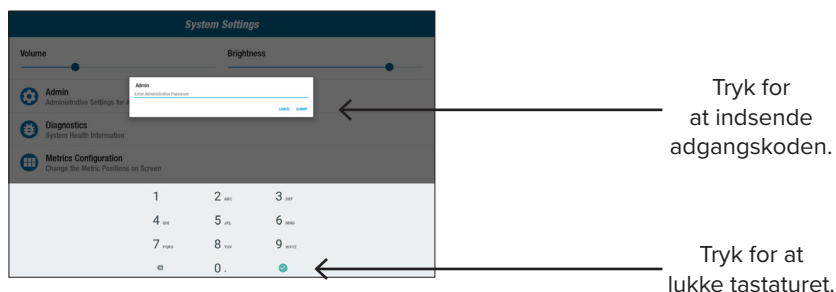 System Settings
Volume
Brightness
Admin
Administrative Settings for A
Admin
Enter Administrative Password
CANCEL SUBMIT
Diagnostics
System Health Information
Metrics Configuration
Change the Metric Positions on Screen
1 2 ABC 3 DEF
4 GHI 5 JKL 6 MNO
7 PQRS 8 TUV 9 WXYZ
0 .
Tryk for
at indsende
adgangskoden.
Tryk for at
lukke tastaturet.